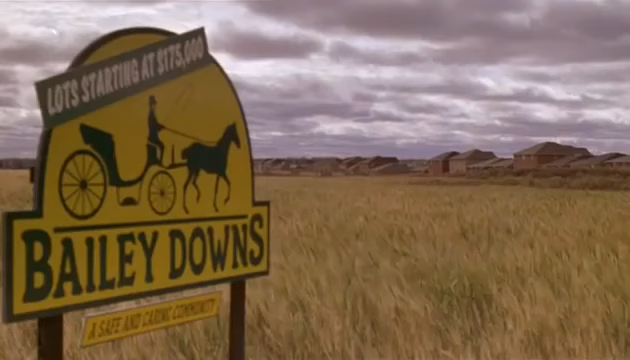 LOTS STARTING AT $175,000
BAILEY DOWNS
A SAFE AND CARING COMMUNITY